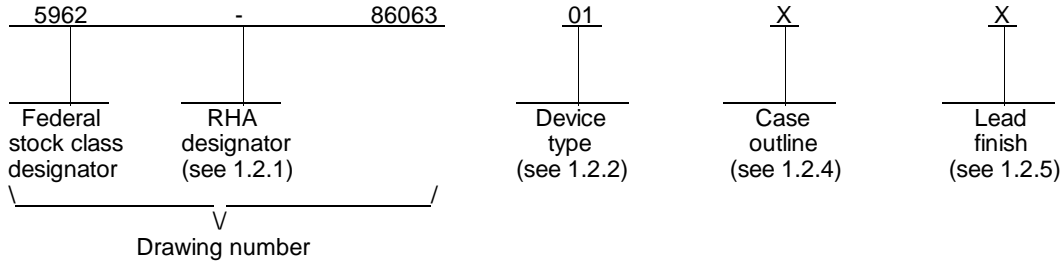 5962 - 86063 01 X X
Federal stock class designator
RHA designator (see 1.2.1)
Device type (see 1.2.2)
Case outline (see 1.2.4)
Lead finish (see 1.2.5)
\ /
\/
Drawing number